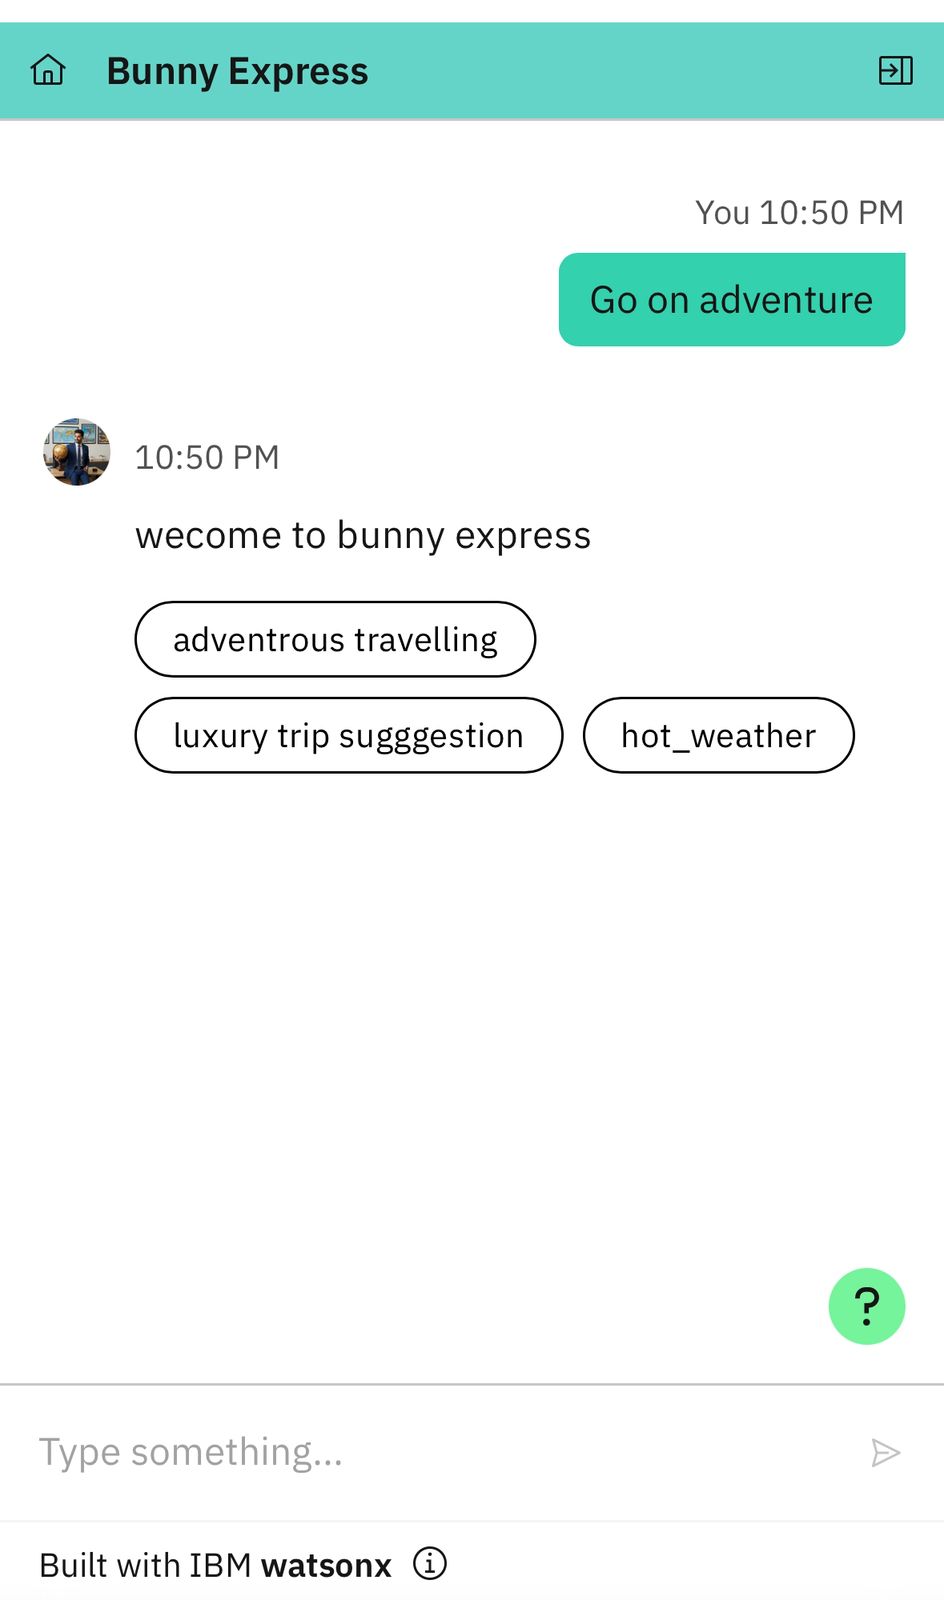 Bunny Express
You 10:50 PM
Go on adventure
10:50 PM
wecome to bunny express
adventrous travelling
luxury trip sugggestion hot_weather
?
Type something...
Built with IBM watsonx